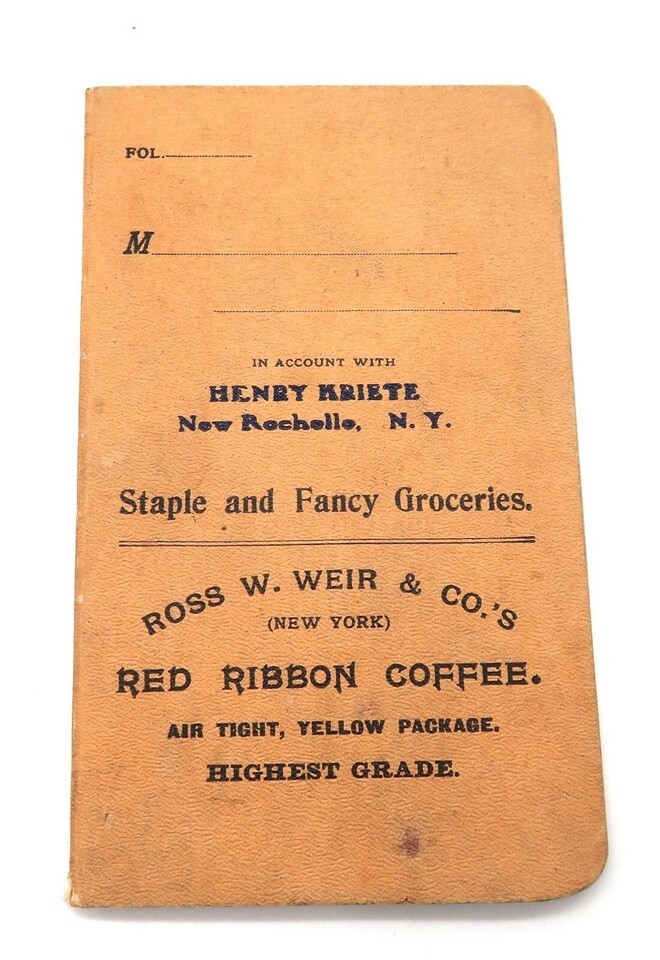 FOL.
M
IN ACCOUNT WITH
HENRY KRIETE
New Rochelle, N. Y.
Staple and Fancy Groceries.
ROSS W. WEIR & CO.'S
(NEW YORK)
RED RIBBON COFFEE.
AIR TIGHT, YELLOW PACKAGE.
HIGHEST GRADE.